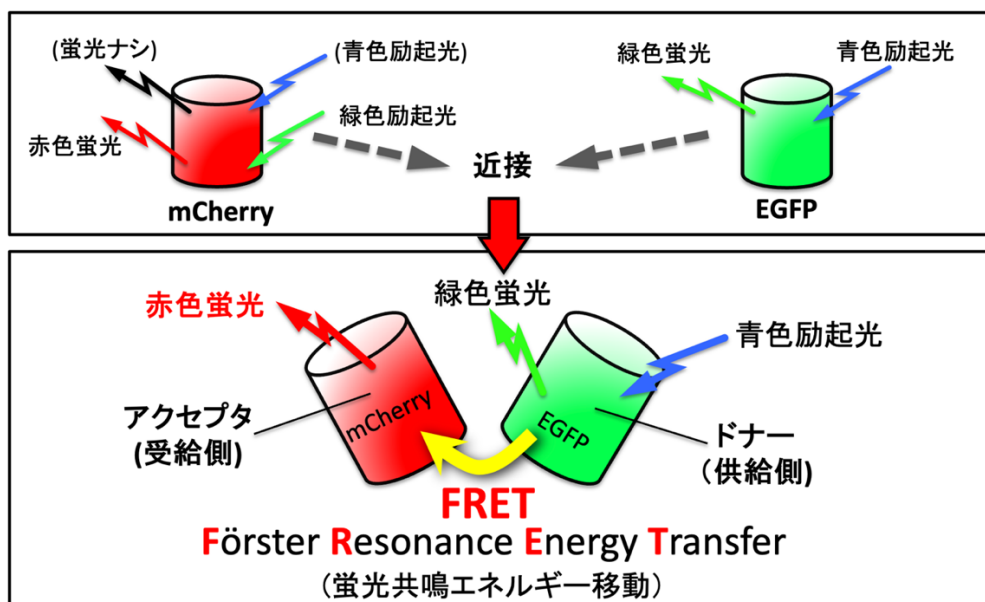 (蛍光ナシ)
(青色励起光)
赤色蛍光
緑色励起光
mCherry
近接
緑色蛍光
青色励起光
EGFP
赤色蛍光
緑色蛍光
青色励起光
アクセプタ
(受給側)
mCherry
EGFP
ドナー
（供給側)
FRET
Förster Resonance Energy Transfer
（蛍光共鳴エネルギー移動）